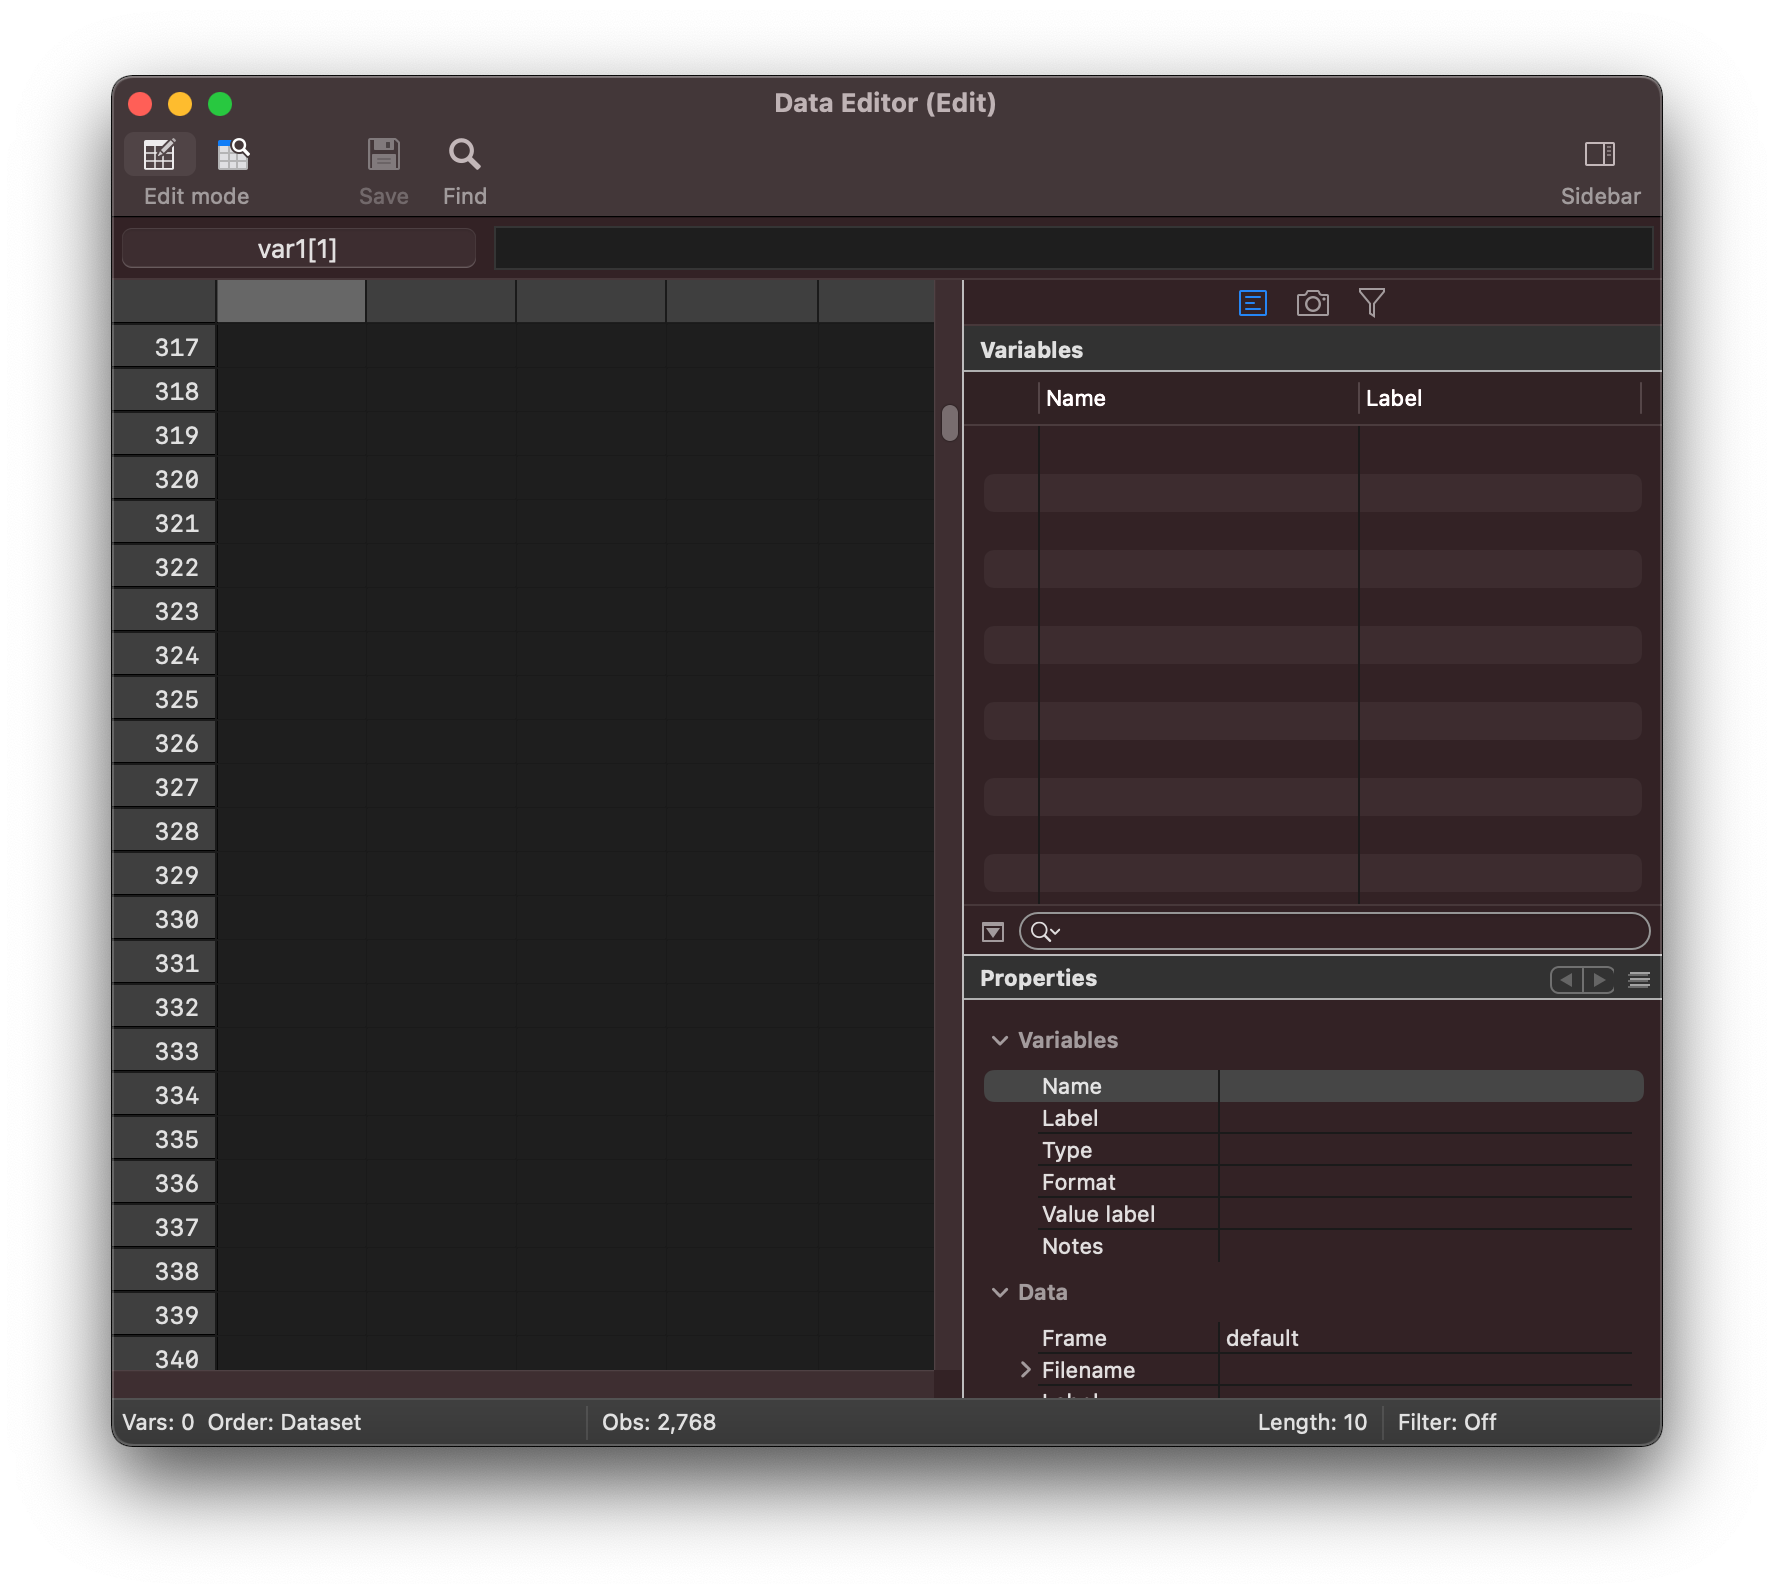 Data Editor (Edit)
Edit mode
Save
Find
Sidebar
var1[1]
317
318
319
320
321
322
323
324
325
326
327
328
329
330
331
332
333
334
335
336
337
338
339
340
Variables
Name
Label
Properties
Variables
Name
Label
Type
Format
Value label
Notes
Data
Frame default
Filename
Vars: 0 Order: Dataset
Obs: 2,768
Length: 10
Filter: Off